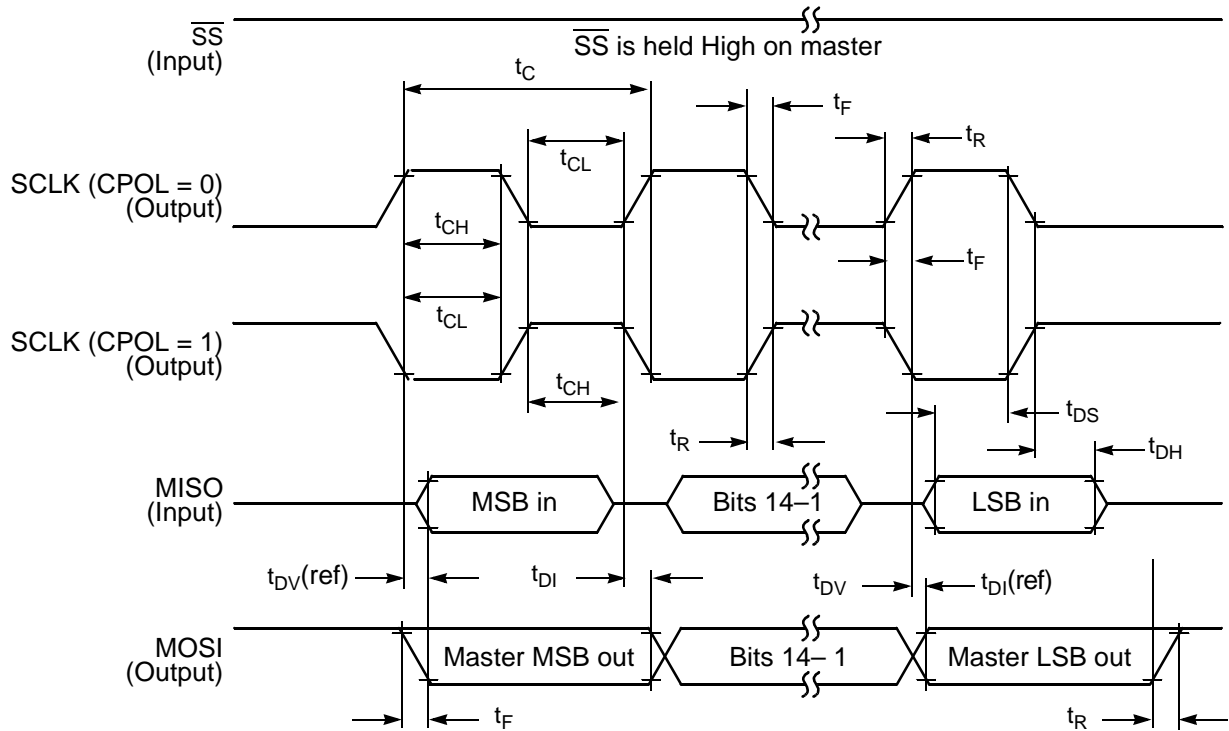 SS
(Input)
SS is held High on master
tC
tF
tR
tCL
SCLK (CPOL = 0)
(Output)
tCH
tF
tCL
SCLK (CPOL = 1)
(Output)
tCH
tDS
tR
tDH
MISO
(Input)
MSB in
Bits 14–1
LSB in
tDV(ref)
tDI
tDV
tDI(ref)
MOSI
(Output)
Master MSB out
Bits 14– 1
Master LSB out
tF
tR